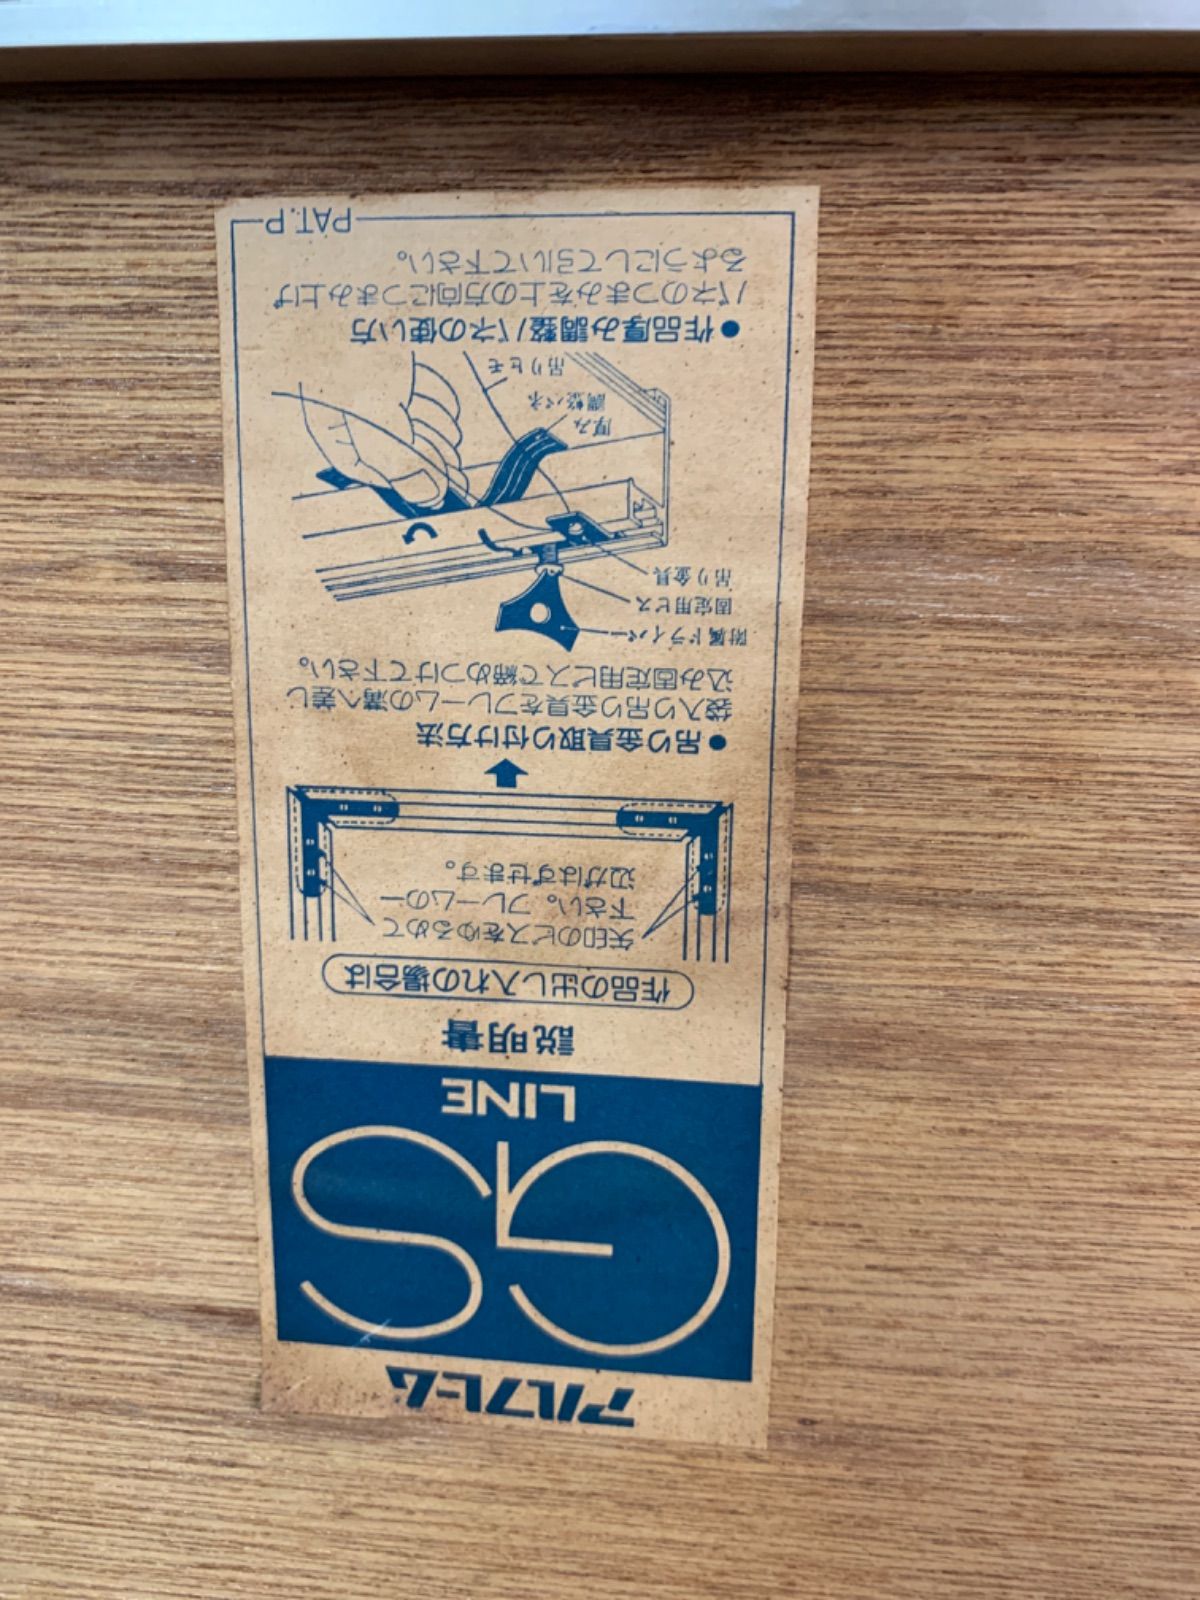 アルフレーム
GS
LINE
説明書
作品の出し入れの場合は
矢印のビスをゆるめて
下さい。フレームの一
辺がはずせます。
●吊り金具取り付け方法
袋入り吊り金具をフレームの溝へ差し
込み固定用ビスで締めつけて下さい。
附属ドライバー
固定用ビス
吊り金具
厚み
調整バネ
吊りヒモ
●作品厚み調整バネの使い方
バネのつまみを上の方向につまみ上げ
るようにして引いて下さい。
PAT.P